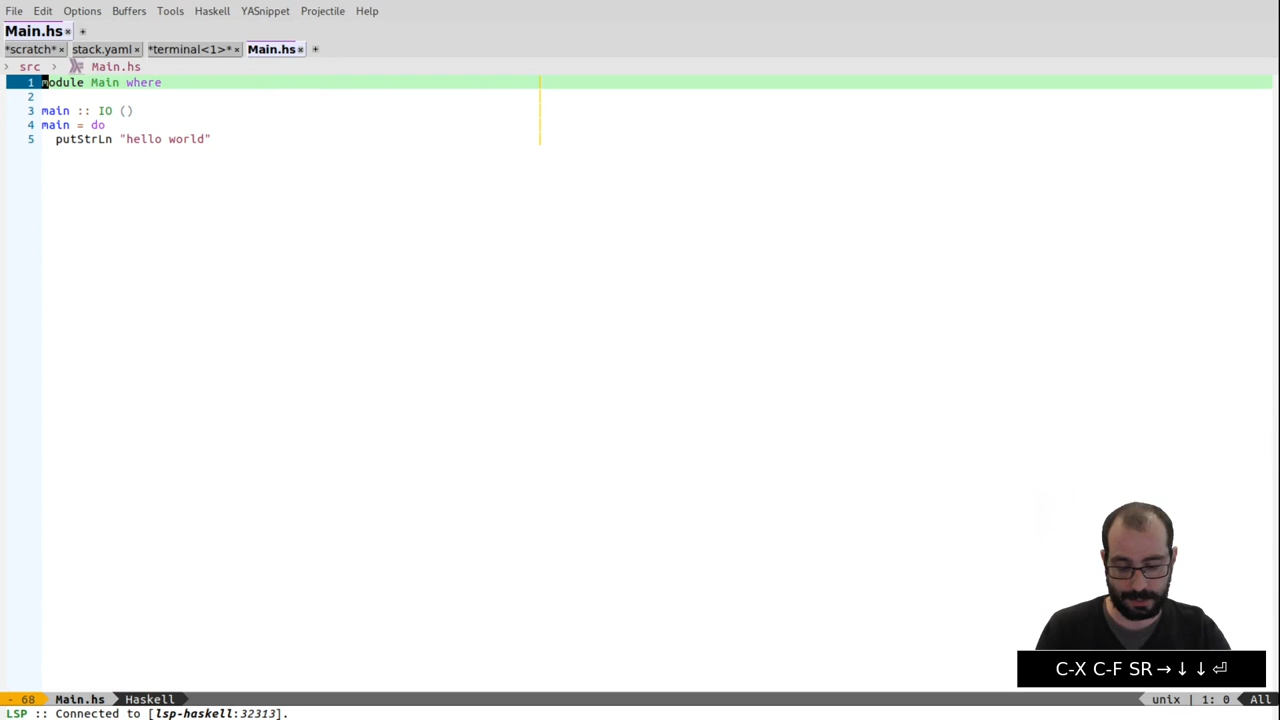 File Edit Options Buffers Tools Haskell YASnippet Projectile Help
Main.hs × +
*scratch* × stack.yaml × *terminal<1>* × Main.hs × +
› src › Main.hs
1 module Main where
2
3 main :: IO ()
4 main = do
5 putStrLn "hello world"
C-X C-F SR→↓↓⏎
- 68 Main.hs Haskell unix | 1: 0 All
LSP :: Connected to [lsp-haskell:32313].